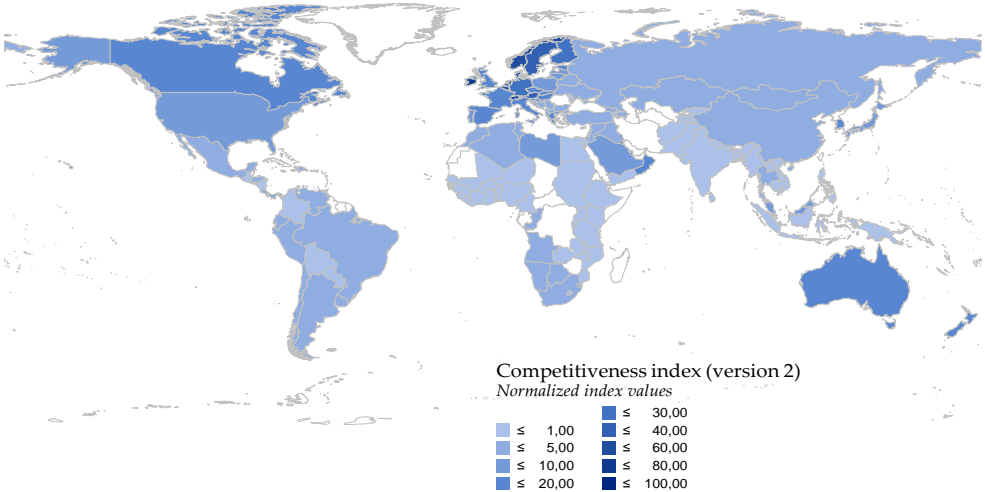 Competitiveness index (version 2)
Normalized index values
≤ 30,00
≤ 1,00 ≤ 40,00
≤ 5,00 ≤ 60,00
≤ 10,00 ≤ 80,00
≤ 20,00 ≤ 100,00